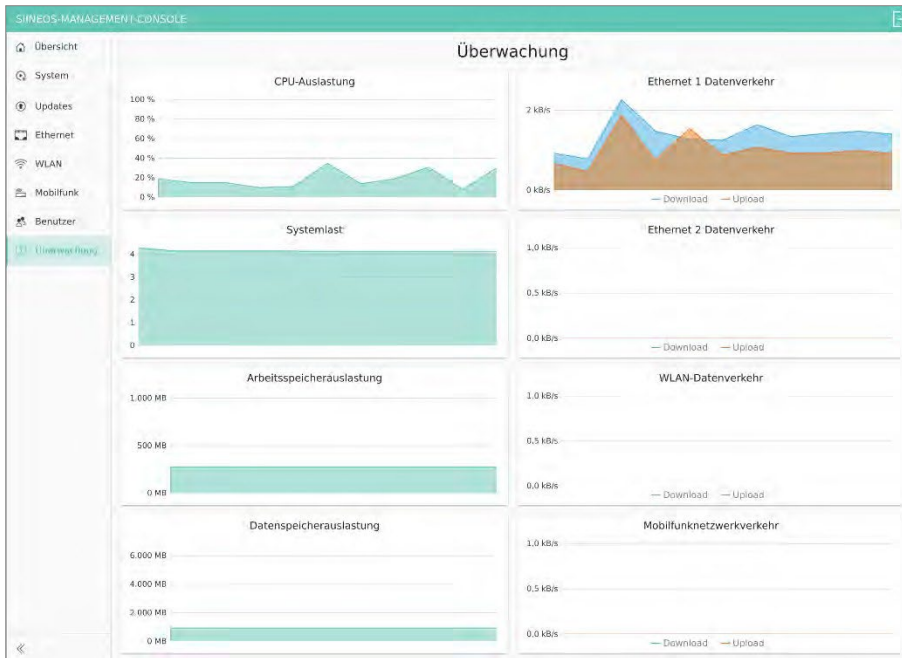 SIINEOS-MANAGEMENT-CONSOLE
Übersicht
System
Updates
Ethernet
WLAN
Mobilfunk
Benutzer
Überwachung
Überwachung
CPU-Auslastung
100 %
80 %
60 %
40 %
20 %
0 %
Ethernet 1 Datenverkehr
2 kB/s
0 kB/s
Download Upload
Systemlast
4
3
2
1
0
Ethernet 2 Datenverkehr
1,0 kB/s
0,5 kB/s
0,0 kB/s
Download Upload
Arbeitsspeicherauslastung
1.000 MB
500 MB
0 MB
WLAN-Datenverkehr
1,0 kB/s
0,5 kB/s
0,0 kB/s
Download Upload
Datenspeicherauslastung
6.000 MB
4.000 MB
2.000 MB
0 MB
Mobilfunknetzwerkverkehr
1,0 kB/s
0,5 kB/s
0,0 kB/s
Download Upload